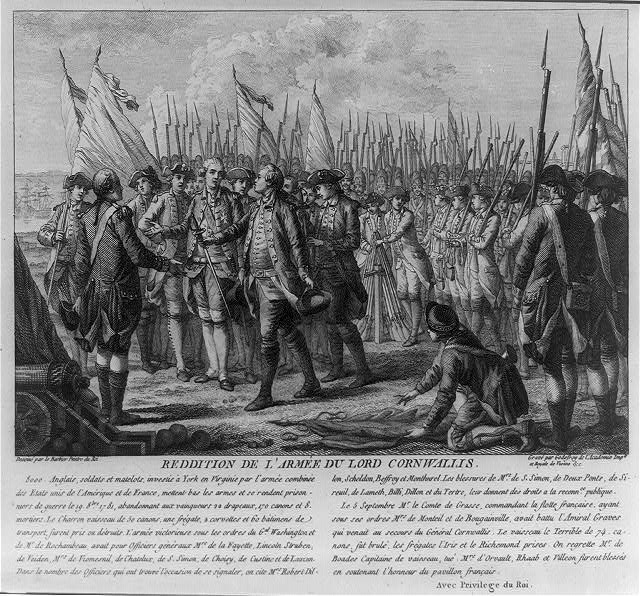 Dessiné par le Barbier Peintre du Roi
Gravé par Godefroy de l'Academie Impl.
et Royale de Vienne &c.
REDDITION DE L'ARMÉE DU LORD CORNWALLIS.
6000 Anglais, soldats et matelots, investis à York en Virginie par l'armée combinée
des Etats unis de l'Amérique et de France, mettent bas les armes et se rendent prison-
niers de guerre le 19. 8bre 1781, abandonnant aux vainqueurs 22 drapeaux, 170 canons et 8.
mortiers. Le Charon vaisseau de 50 canons, une frégate, 2 corvettes et 60 bâtimens de
transport, furent pris ou détruits. L'armée victorieuse sous les ordres du Gal. Washington et
de Mr. de Rochambeau avait pour Officiers généraux Mrs. de la Fayette, Lincoln Struben,
de Viomenil, de Chatelux, de S. Simon, de Choisy, de Custine et de Lauzun.
Dans le nombre des Officiers qui ont trouvé l'occasion de se signaler, on cite Mrs. Robert Dil-
lon, Scheldon, Beffroy et Monthurel. Les blessures de Mrs. de S. Simon, de Deux Ponts, de Si-
reuil, de Lameth, Billi, Dillon et du Tertre, leur donnent des droits à la reconnce. publique.
Le 5 Septembre Mr. le Comte de Grasse, commandant la flotte française, ayant
sous ses ordres Mrs. de Monteil et de Bougainville, avait battu l'Amiral Graves
qui venait au secours du Général Cornwallis. Le vaisseau le Terrible de 74. ca-
nons, fut brulé, les frégates l'Iris et le Richemond prises. On regrette Mr. de
Boades Capitaine de vaisseau, tué. Mrs. d'Orvault, Rhaab et Villeon furent blessés
en soutenant l'honneur du pavillon français.
Avec Privilege du Roi.